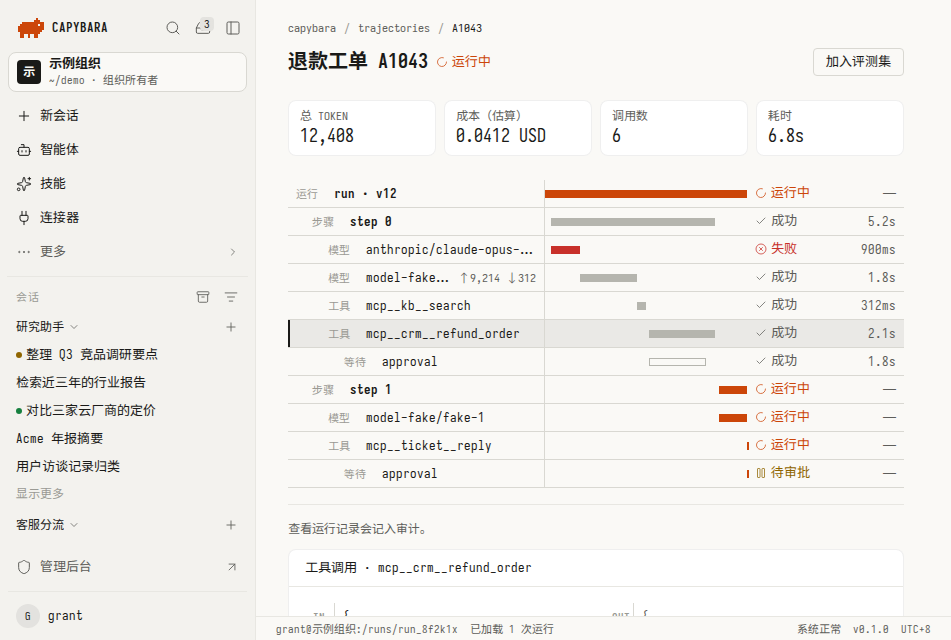 CAPYBARA
3
示
示例组织
~/demo · 组织所有者
新会话
智能体
技能
连接器
更多
会话
研究助手
整理 Q3 竞品调研要点
检索近三年的行业报告
对比三家云厂商的定价
Acme 年报摘要
用户访谈记录归类
显示更多
客服分流
管理后台
G grant
capybara / trajectories / A1043
退款工单 A1043 运行中
加入评测集
总 TOKEN
12,408
成本（估算）
0.0412 USD
调用数
6
耗时
6.8s
运行 run · v12 运行中 —
步骤 step 0 成功 5.2s
模型 anthropic/claude-opus-... 失败 900ms
模型 model-fake... ↑9,214 ↓312 成功 1.8s
工具 mcp__kb__search 成功 312ms
工具 mcp__crm__refund_order 成功 2.1s
等待 approval 成功 1.8s
步骤 step 1 运行中 —
模型 model-fake/fake-1 运行中 —
工具 mcp__ticket__reply 运行中 —
等待 approval 待审批 —
查看运行记录会记入审计。
工具调用 · mcp__crm__refund_order
grant@示例组织:/runs/run_8f2k1x 已加载 1 次运行
系统正常 v0.1.0 UTC+8